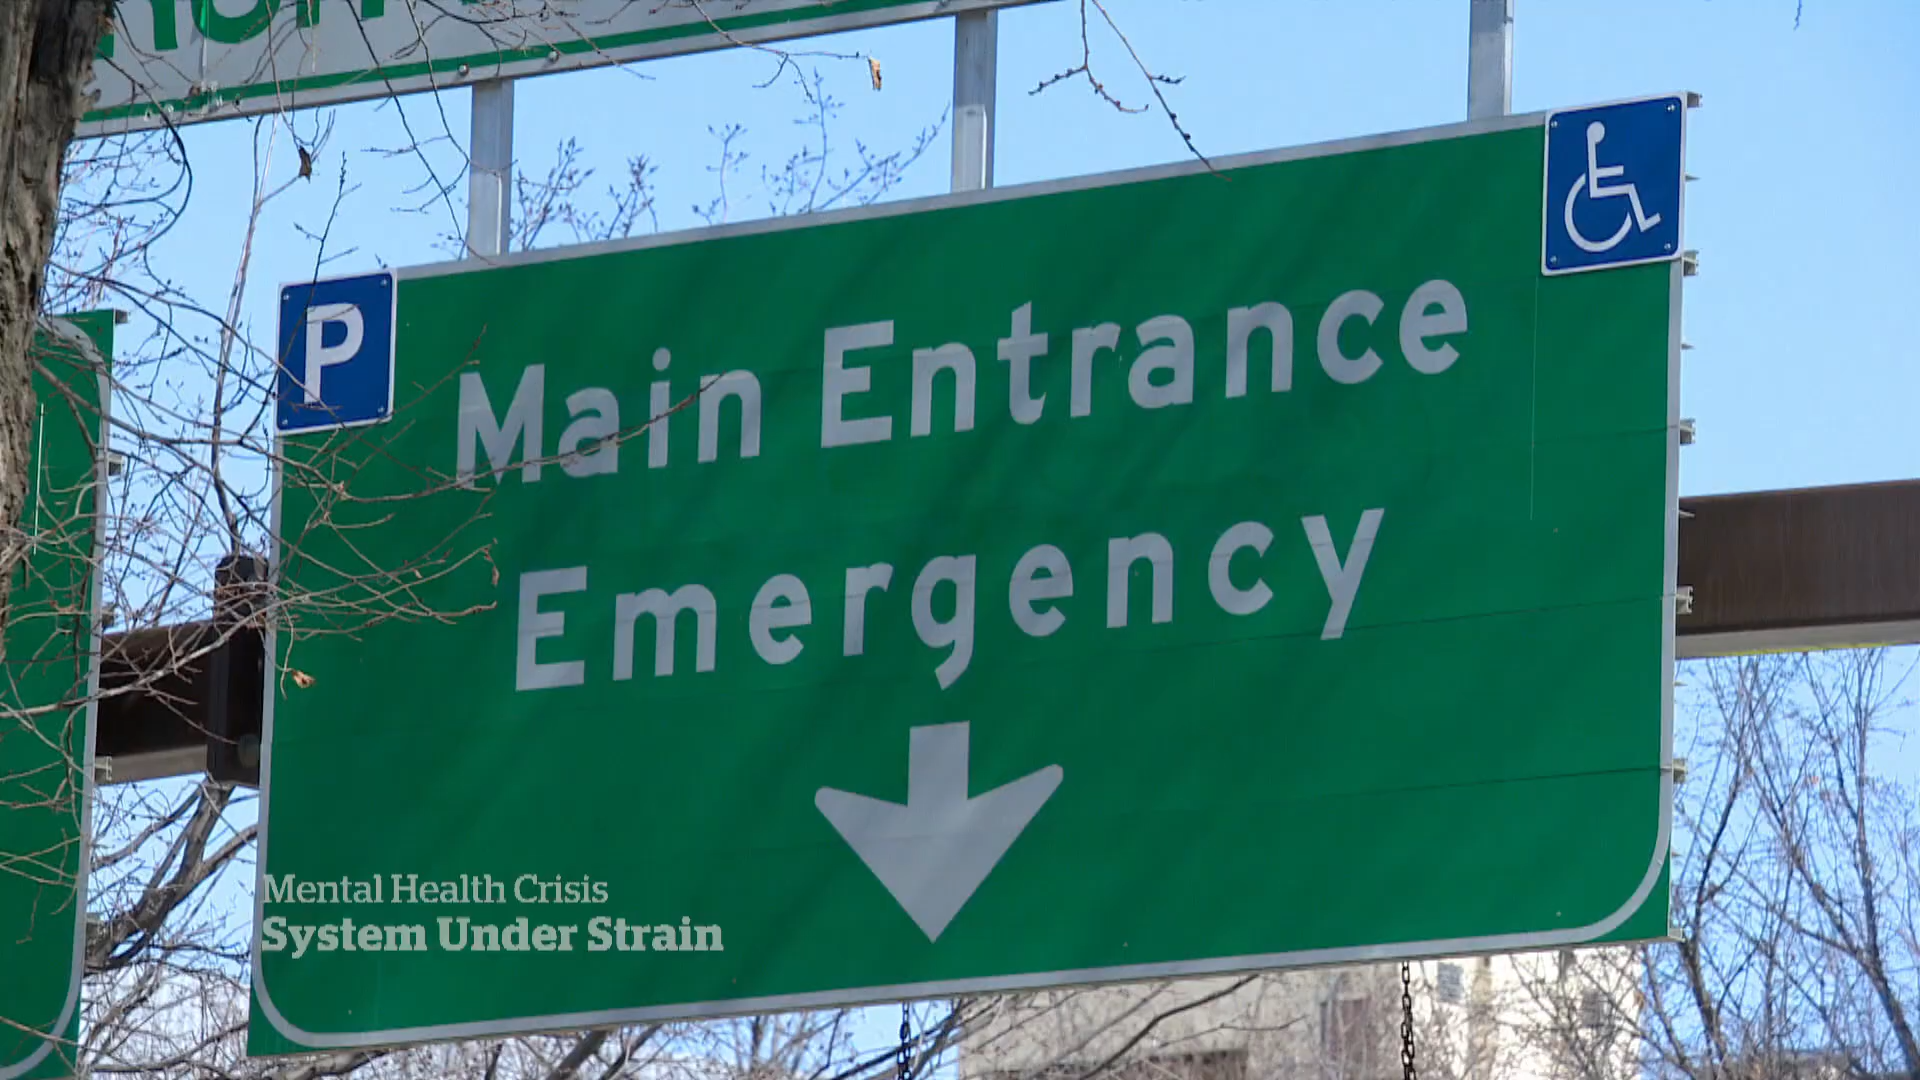 P
Main Entrance
Emergency
Mental Health Crisis
System Under Strain